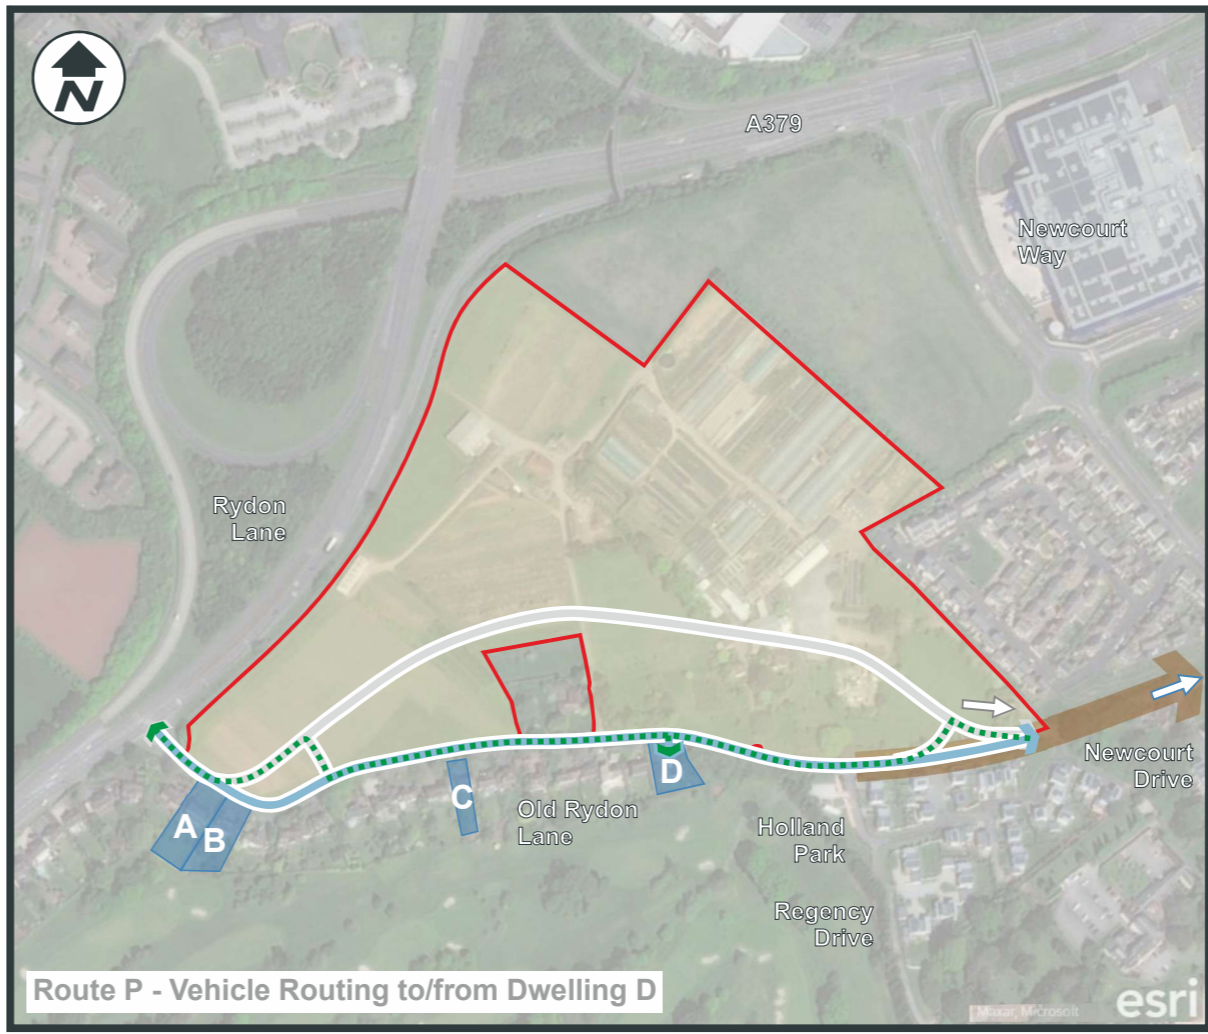 N
A379
Newcourt
Way
Rydon
Lane
Newcourt
Drive
A
B
C
D
Old Rydon
Lane
Holland
Park
Regency
Drive
Route P - Vehicle Routing to/from Dwelling D
esri
Maxar, Microsoft